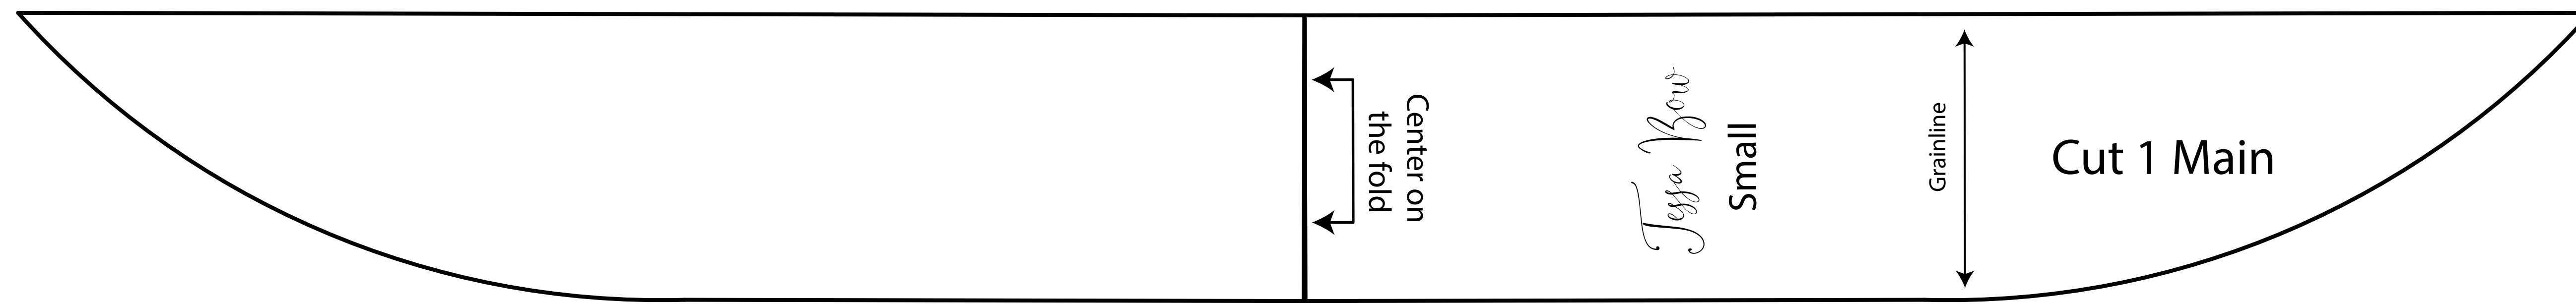 Center on
the fold
Tessa Bow
Small
Grainline
Cut 1 Main